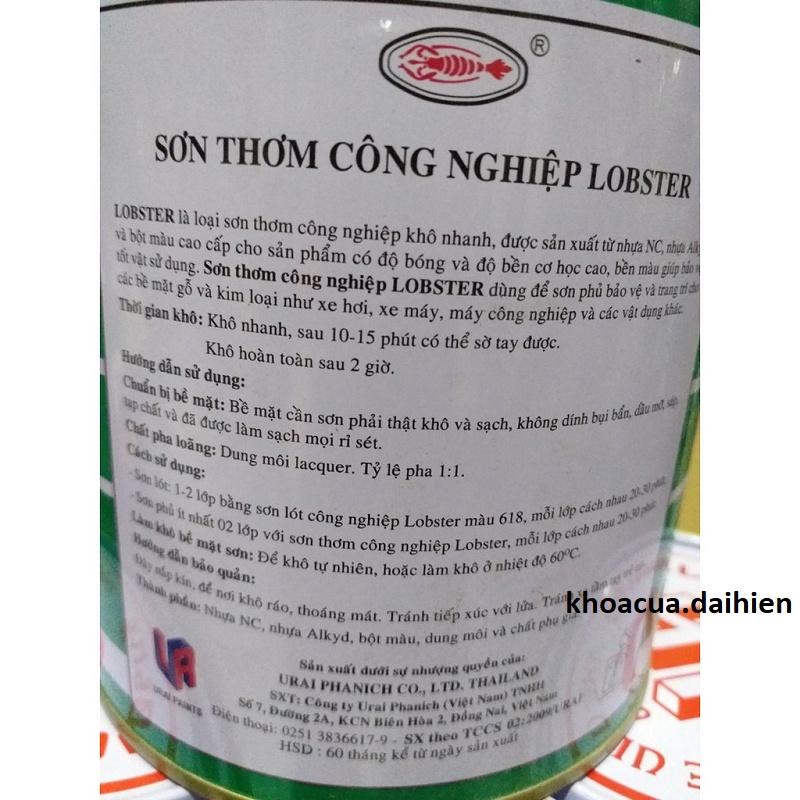 ®
SƠN THƠM CÔNG NGHIỆP LOBSTER
LOBSTER là loại sơn thơm công nghiệp khô nhanh, được sản xuất từ nhựa NC, nhựa Alkyd
và bột màu cao cấp cho sản phẩm có độ bóng và độ bền cơ học cao, bền màu giúp bảo vệ
tốt vật sử dụng. Sơn thơm công nghiệp LOBSTER dùng để sơn phủ bảo vệ và trang trí cho
các bề mặt gỗ và kim loại như xe hơi, xe máy, máy công nghiệp và các vật dụng khác.
Thời gian khô: Khô nhanh, sau 10-15 phút có thể sờ tay được.
Khô hoàn toàn sau 2 giờ.
Hướng dẫn sử dụng:
Chuẩn bị bề mặt: Bề mặt cần sơn phải thật khô và sạch, không dính bụi bẩn, dầu mỡ, sáp,
tạp chất và đã được làm sạch mọi rỉ sét.
Chất pha loãng: Dung môi lacquer. Tỷ lệ pha 1:1.
Cách sử dụng:
- Sơn lót: 1-2 lớp bằng sơn lót công nghiệp Lobster màu 618, mỗi lớp cách nhau 20-30 phút.
- Sơn phủ ít nhất 02 lớp với sơn thơm công nghiệp Lobster, mỗi lớp cách nhau 20-30 phút.
Làm khô bề mặt sơn: Để khô tự nhiên, hoặc làm khô ở nhiệt độ 60ºC.
Hướng dẫn bảo quản:
Đậy nắp kín, để nơi khô ráo, thoáng mát. Tránh tiếp xúc với lửa. Tránh tầm tay trẻ em.
Thành phần: Nhựa NC, nhựa Alkyd, bột màu, dung môi và chất phụ gia.
khoacua.daihien
UA
URAI PAINTS
Sản xuất dưới sự nhượng quyền của:
URAI PHANICH CO., LTD. THAILAND
SXT: Công ty Urai Phanich (Việt Nam) TNHH
Số 7, Đường 2A, KCN Biên Hòa 2, Đồng Nai, Việt Nam
Điện thoại: 0251 3836617-9 - SX theo TCCS 02:2009/URAI
HSD : 60 tháng kể từ ngày sản xuất